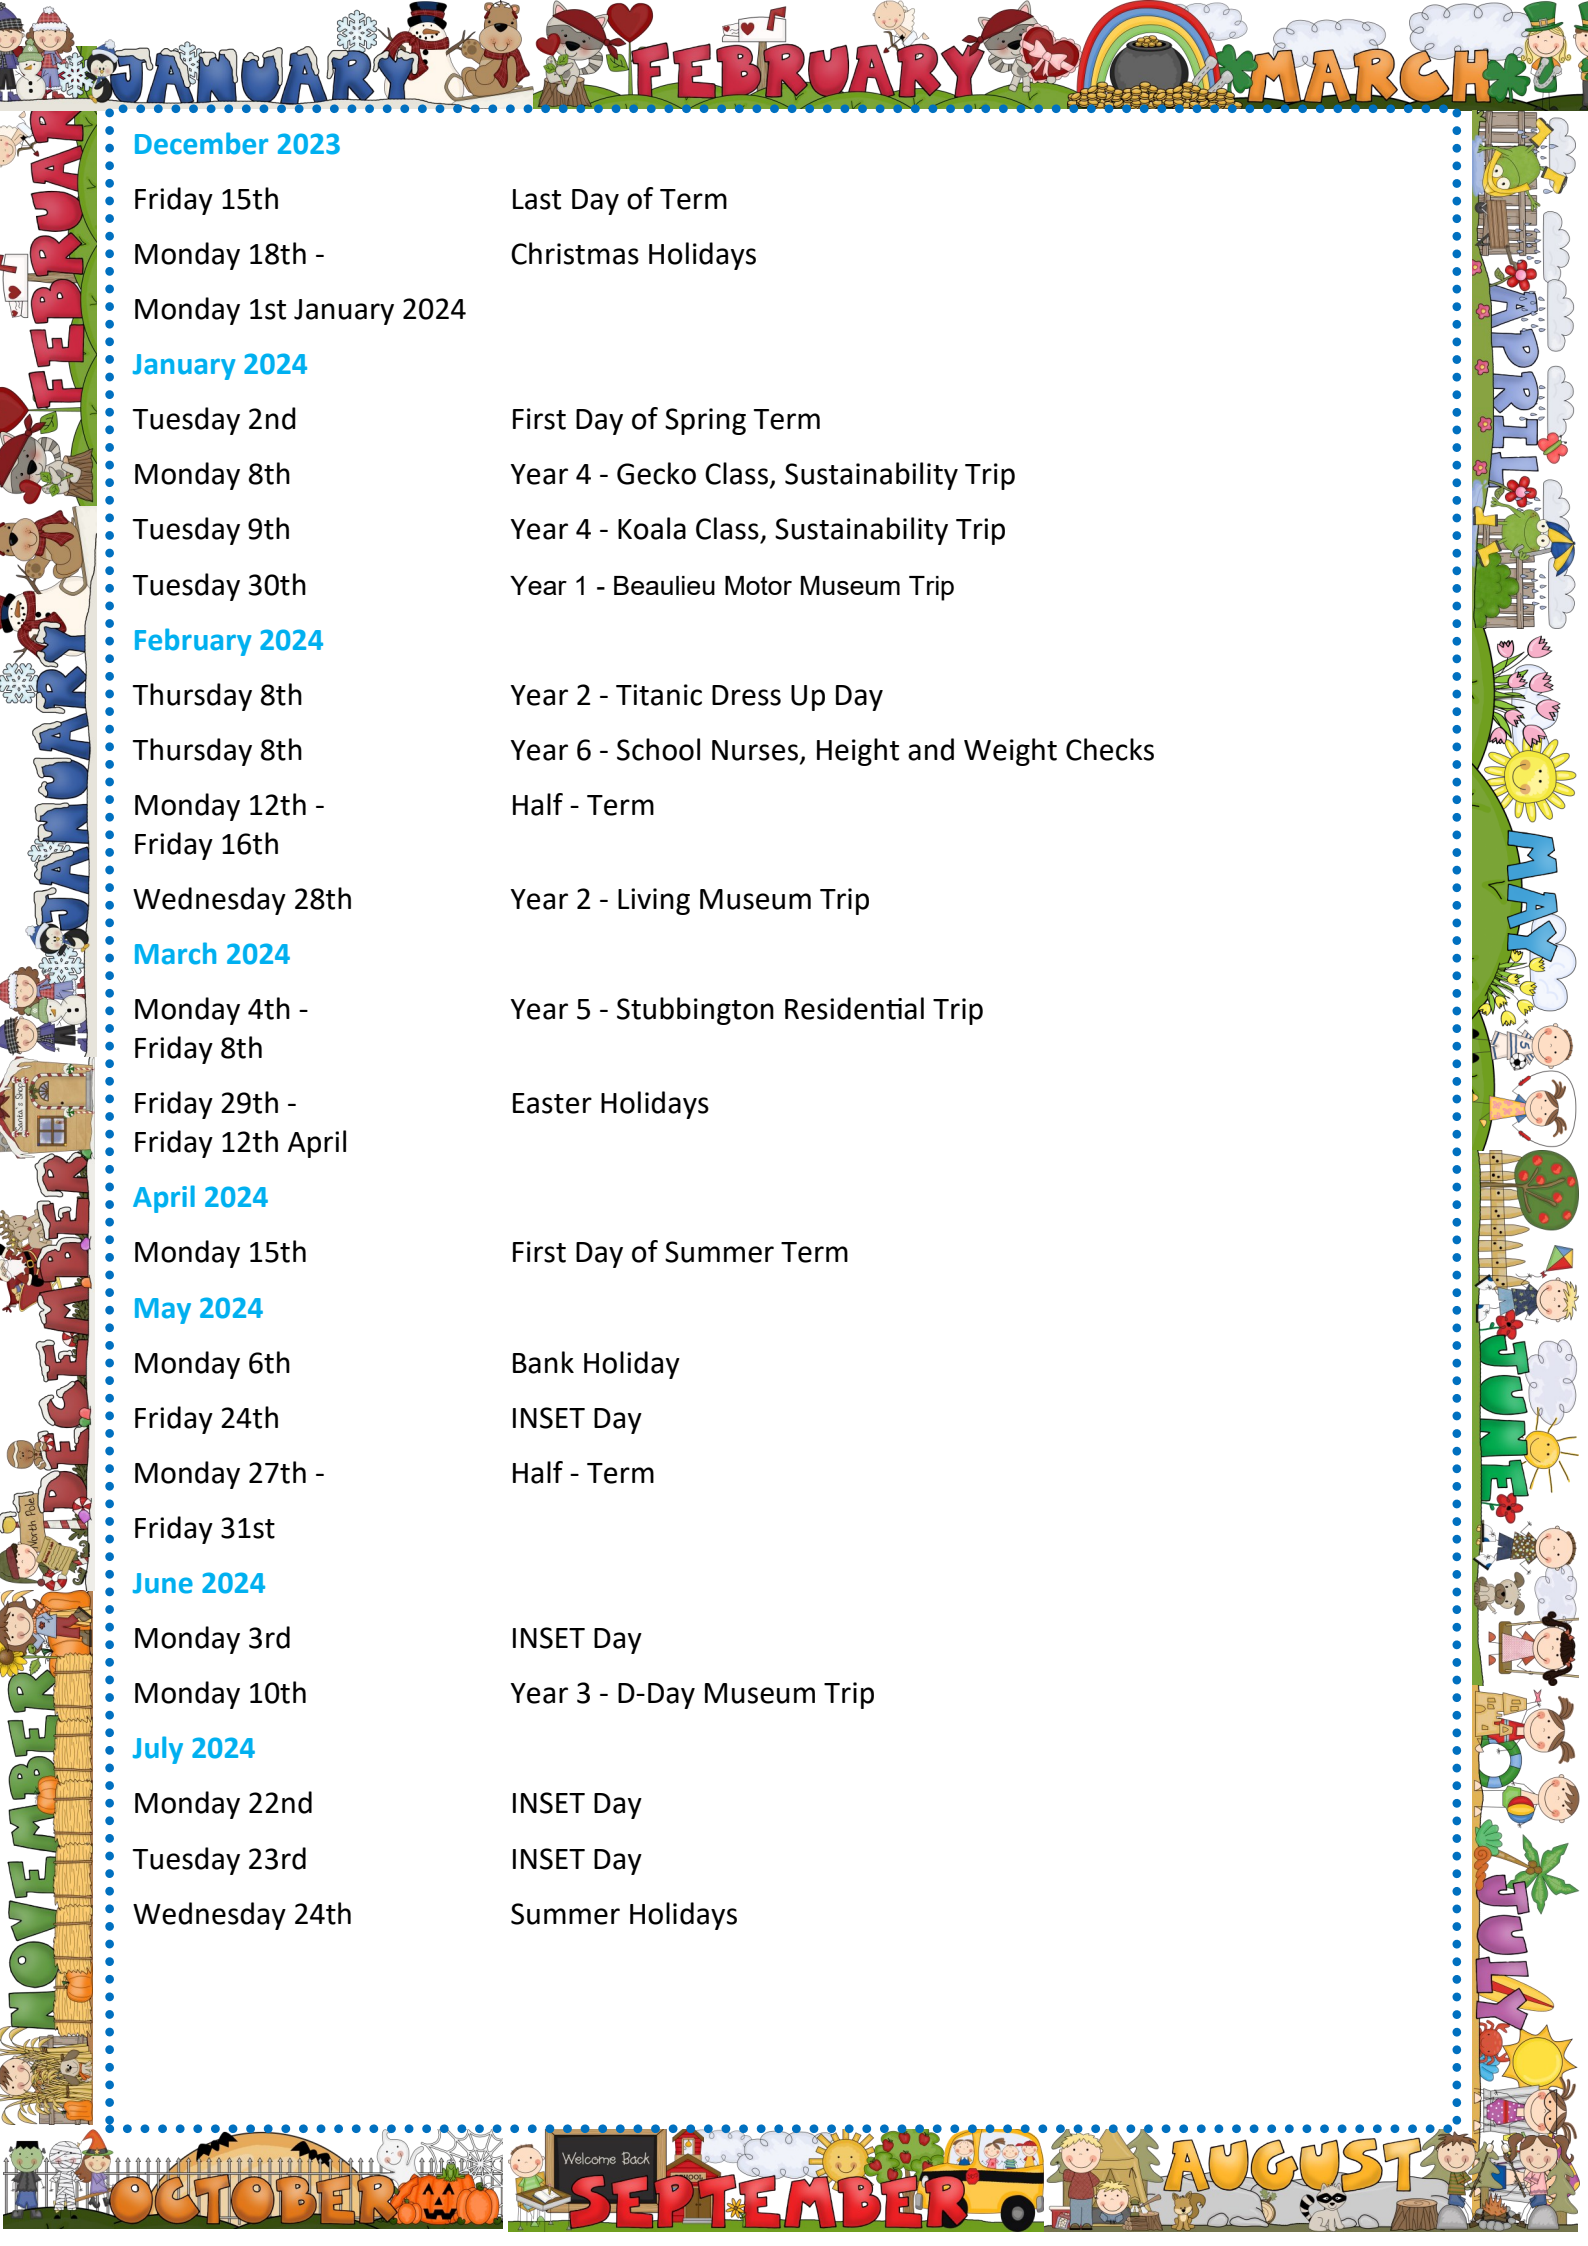 JANUARY FEBRUARY MARCH
December 2023
Friday 15th Last Day of Term
Monday 18th - Christmas Holidays
Monday 1st January 2024
January 2024
Tuesday 2nd First Day of Spring Term
Monday 8th Year 4 - Gecko Class, Sustainability Trip
Tuesday 9th Year 4 - Koala Class, Sustainability Trip
Tuesday 30th Year 1 - Beaulieu Motor Museum Trip
February 2024
Thursday 8th Year 2 - Titanic Dress Up Day
Thursday 8th Year 6 - School Nurses, Height and Weight Checks
Monday 12th - Half - Term
Friday 16th
Wednesday 28th Year 2 - Living Museum Trip
March 2024
Monday 4th - Year 5 - Stubbington Residential Trip
Friday 8th
Friday 29th - Easter Holidays
Friday 12th April
April 2024
Monday 15th First Day of Summer Term
May 2024
Monday 6th Bank Holiday
Friday 24th INSET Day
Monday 27th - Half - Term
Friday 31st
June 2024
Monday 3rd INSET Day
Monday 10th Year 3 - D-Day Museum Trip
July 2024
Monday 22nd INSET Day
Tuesday 23rd INSET Day
Wednesday 24th Summer Holidays
FEBRUAR
JANUARY
Santa's Shop
DECEMBER
North Pole
NOVEMBER
APRIL
MAY
5
JUNE
JULY
Welcome Back
SCHOOL
OCTOBER SEPTEMBER AUGUST